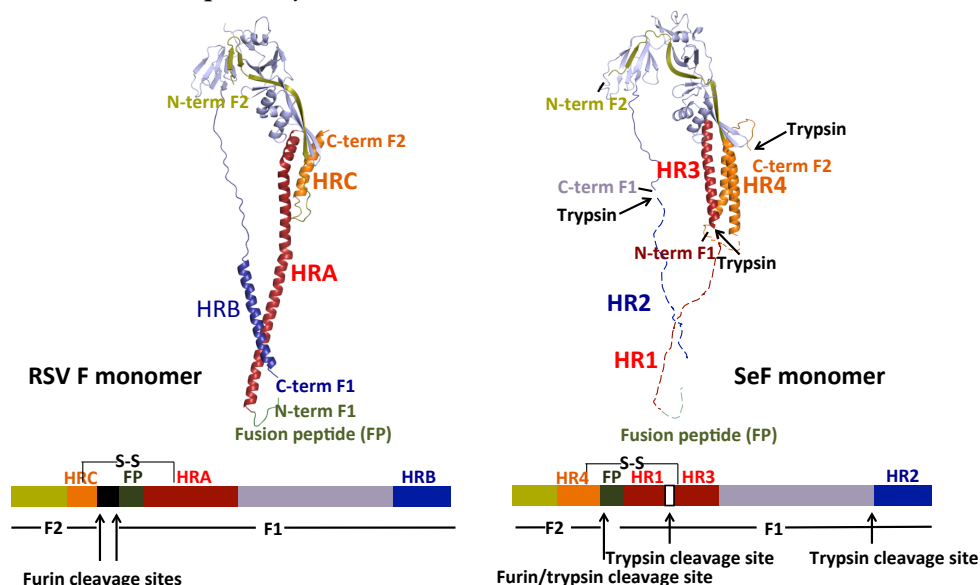 N-term F2
C-term F2
HRC
HRA
HRB
RSV F monomer
C-term F1
N-term F1
Fusion peptide (FP)
N-term F2
Trypsin
C-term F2
HR3
HR4
C-term F1
Trypsin
N-term F1
Trypsin
HR2
HR1
SeF monomer
Fusion peptide (FP)
S-S
HRC
FP
HRA
HRB
F2
F1
Furin cleavage sites
S-S
HR4
FP
HR1
HR3
HR2
F2
F1
Trypsin cleavage site
Trypsin cleavage site
Furin/trypsin cleavage site